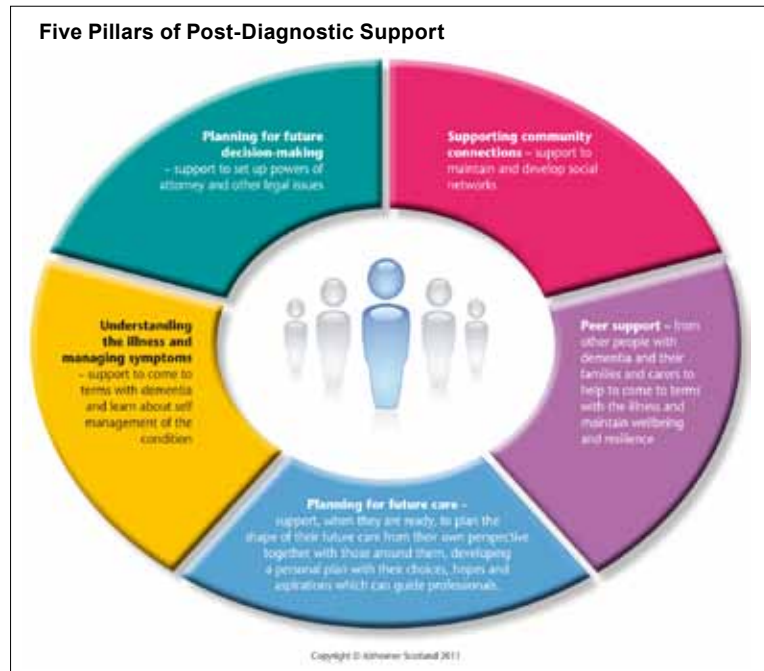 Five Pillars of Post-Diagnostic Support
Planning for future
decision-making
– support to set up powers of
attorney and other legal issues
Supporting community
connections – support to
maintain and develop social
networks
Understanding
the illness and
managing symptoms
– support to come to
terms with dementia
and learn about self
management of the
condition
Peer support – from
other people with
dementia and their
families and carers to
help to come to terms
with the illness and
maintain wellbeing
and resilience
Planning for future care –
support, when they are ready, to plan the
shape of their future care from their own perspective
together with those around them, developing
a personal plan with their choices, hopes and
aspirations which can guide professionals.
Copyright © Alzheimer Scotland 2011